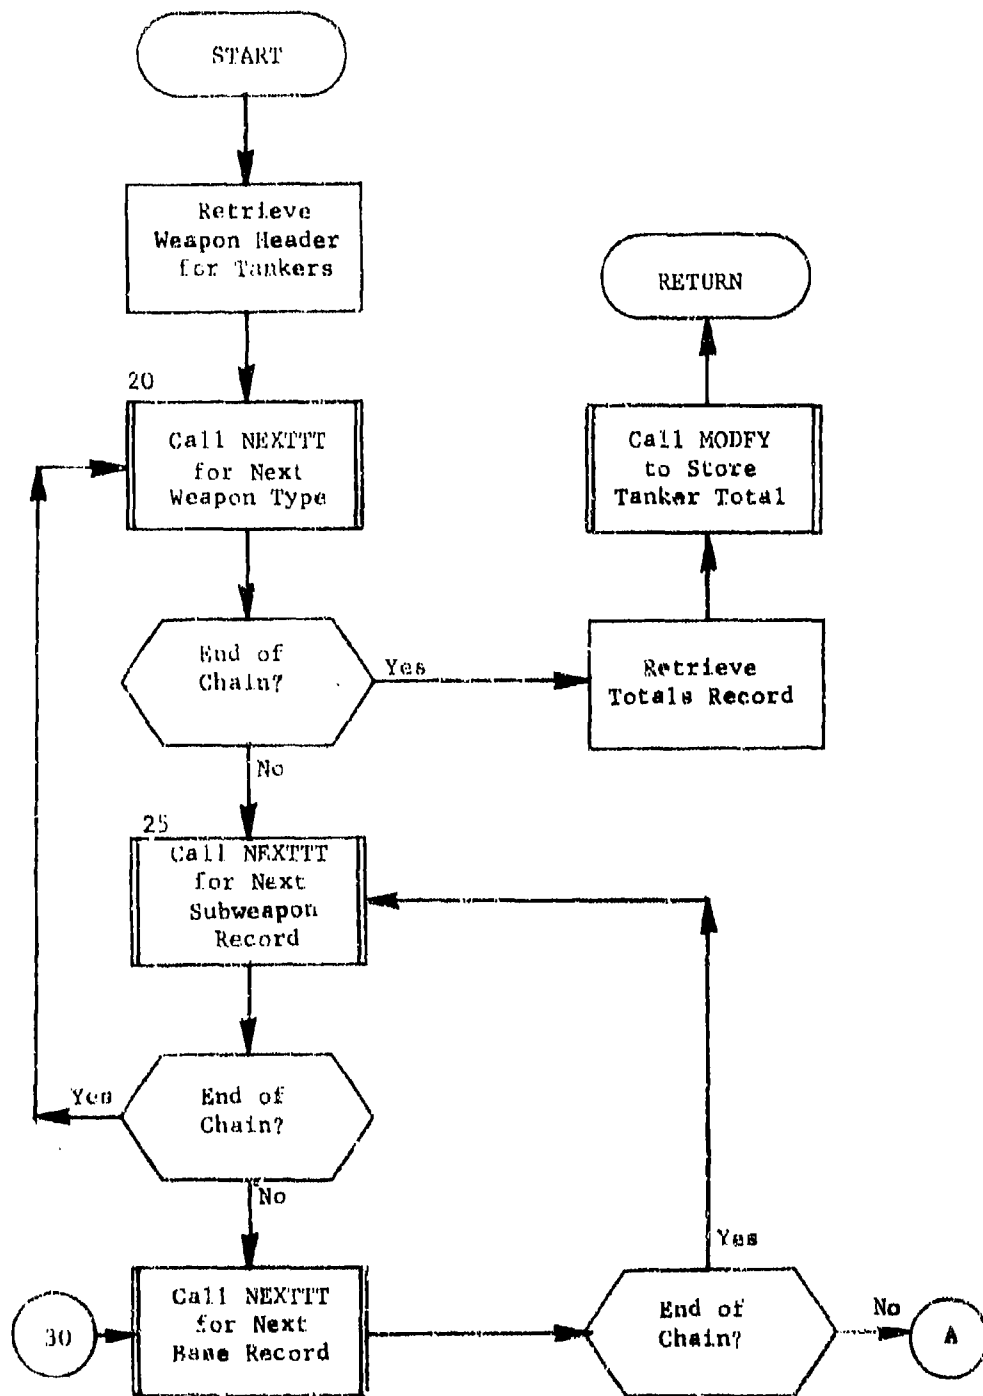 START
Retrieve
Weapon Header
for Tankers
20
Call NEXTTT
for Next
Weapon Type
End of
Chain?
Yes
No
Retrieve
Totals Record
Call MODFY
to Store
Tanker Total
RETURN
25
Call NEXTTT
for Next
Subweapon
Record
End of
Chain?
Yes
No
30
Call NEXTTT
for Next
Base Record
End of
Chain?
Yes
No
A